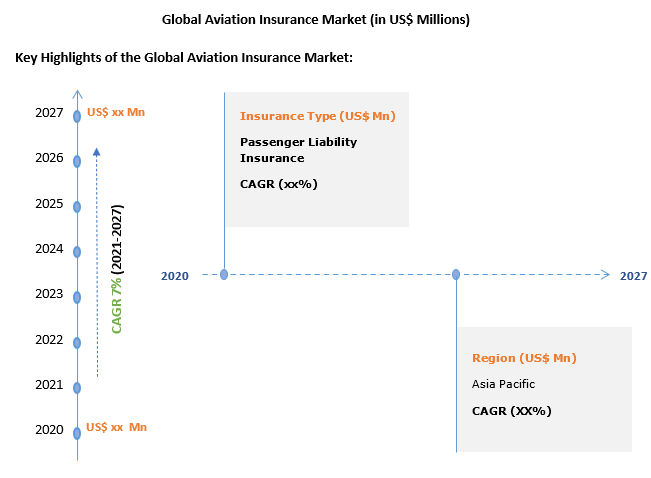 Global Aviation Insurance Market (in US$ Millions)
Key Highlights of the Global Aviation Insurance Market:
2027
US$ xx Mn
2026
2025
2024
2023
2022
2021
2020
US$ xx  Mn
CAGR 7% (2021-2027)
Insurance Type (US$ Mn)
Passenger Liability
Insurance
CAGR (xx%)
2020
2027
Region (US$ Mn)
Asia Pacific
CAGR (XX%)